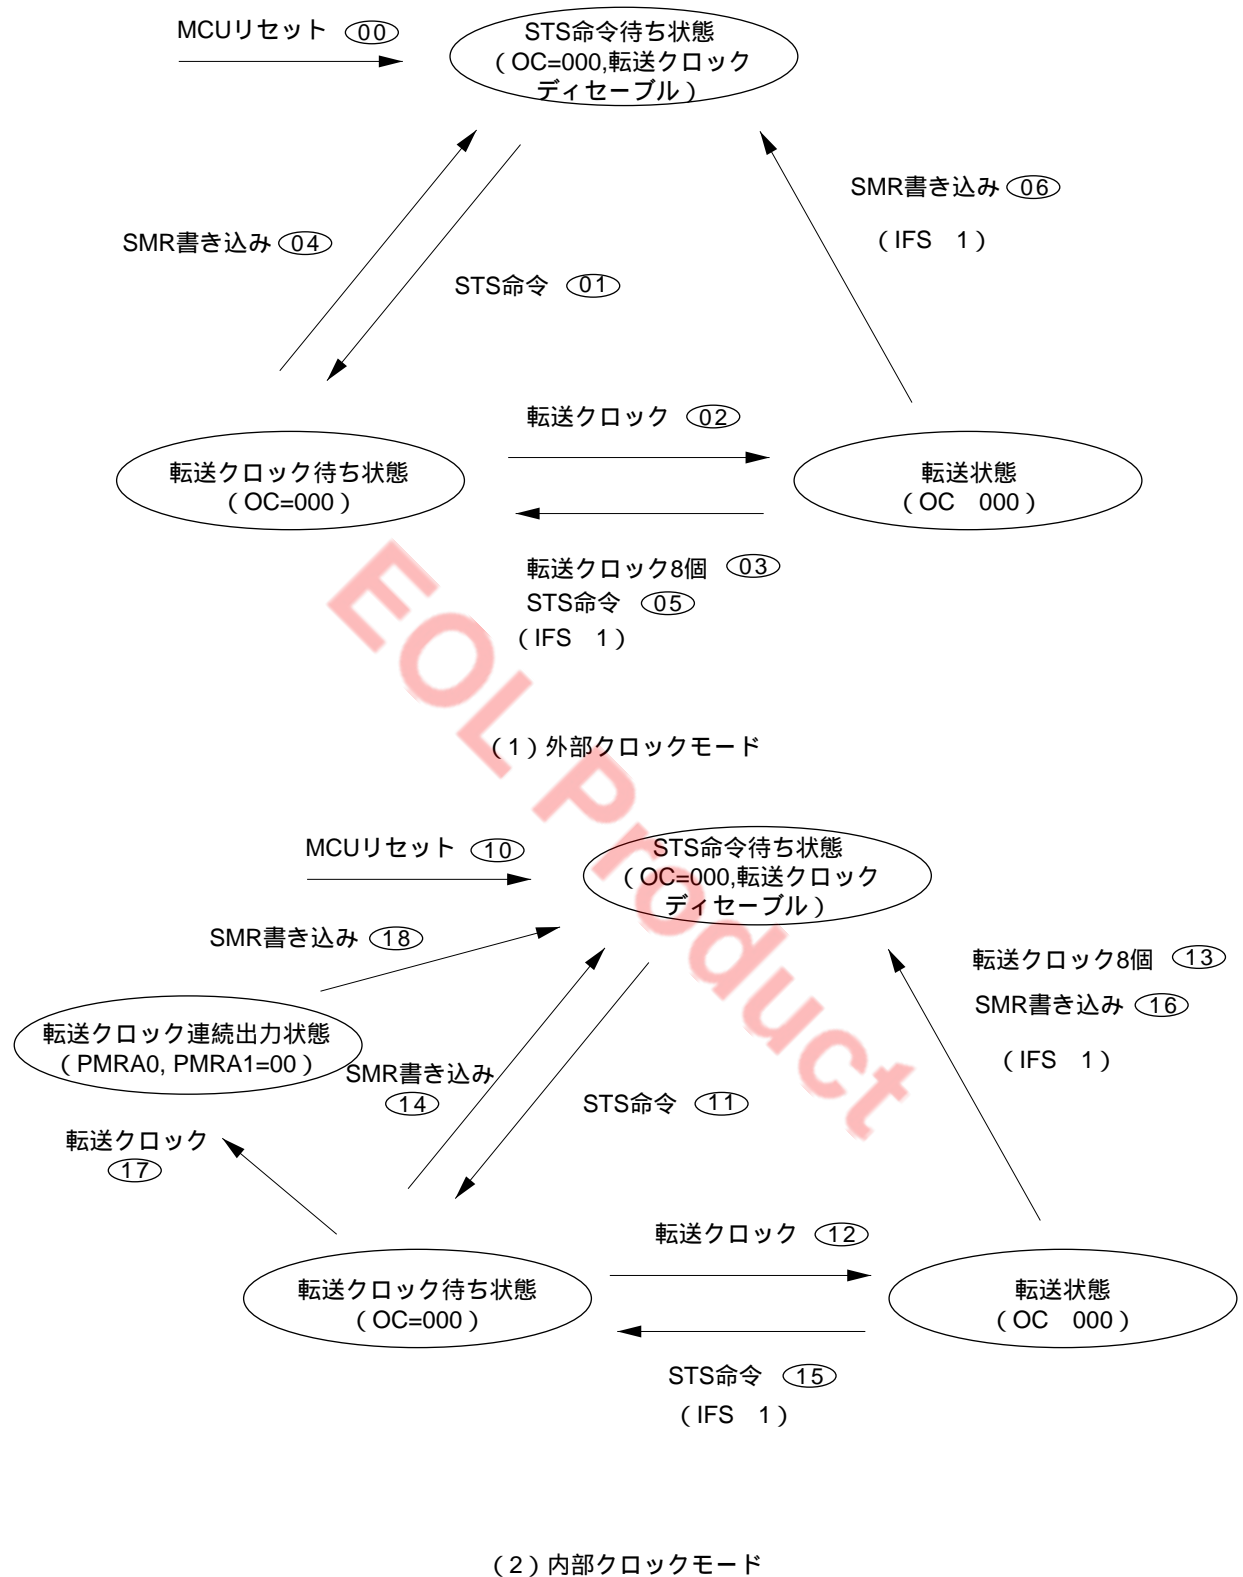 MCUリセット 00
STS命令待ち状態
（OC=000,転送クロック
ディセーブル）
SMR書き込み 06
（IFS　1）
SMR書き込み 04
STS命令 01
転送クロック 02
転送クロック待ち状態
（OC=000）
転送状態
（OC　000）
転送クロック8個 03
STS命令 05
（IFS　1）
（1）外部クロックモード
MCUリセット 10
STS命令待ち状態
（OC=000,転送クロック
ディセーブル）
SMR書き込み 18
転送クロック8個 13
SMR書き込み 16
（IFS　1）
転送クロック連続出力状態
（PMRA0, PMRA1=00）
SMR書き込み
14
STS命令 11
転送クロック
17
転送クロック 12
転送クロック待ち状態
（OC=000）
転送状態
（OC　000）
STS命令 15
（IFS　1）
（2）内部クロックモード
EOL Product